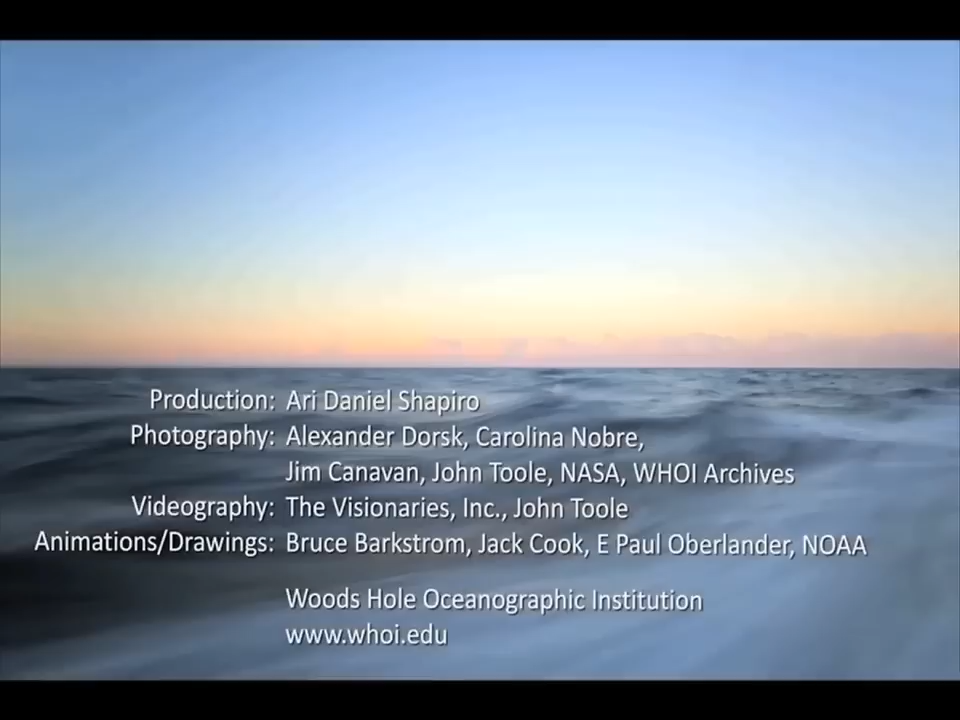 Production: Ari Daniel Shapiro
Photography: Alexander Dorsk, Carolina Nobre,
Jim Canavan, John Toole, NASA, WHOI Archives
Videography: The Visionaries, Inc., John Toole
Animations/Drawings: Bruce Barkstrom, Jack Cook, E Paul Oberlander, NOAA
Woods Hole Oceanographic Institution
www.whoi.edu